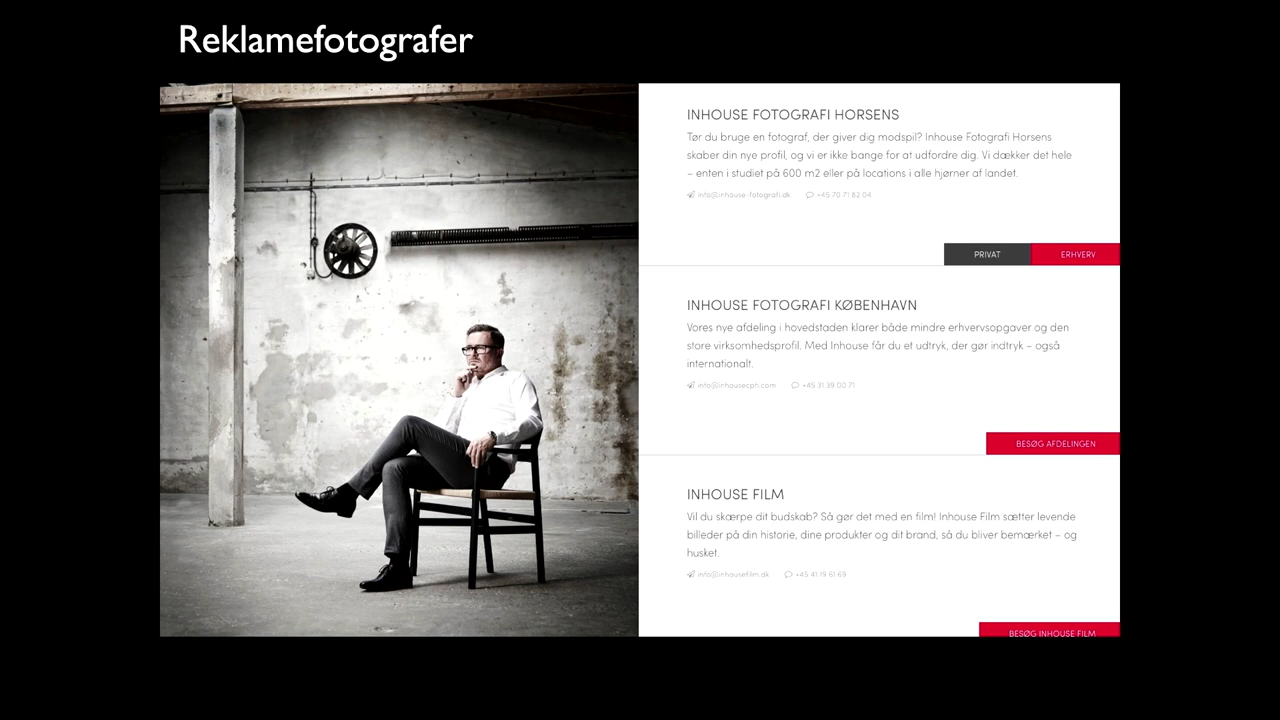 Reklamefotografer
INHOUSE FOTOGRAFI HORSENS
Tør du bruge en fotograf, der giver dig modspil? Inhouse Fotografi Horsens
skaber din nye profil, og vi er ikke bange for at udfordre dig. Vi dækker det hele
– enten i studiet på 600 m2 eller på locations i alle hjørner af landet.
info@inhouse-fotografi.dk +45 70 71 82 04
PRIVAT ERHVERV
INHOUSE FOTOGRAFI KØBENHAVN
Vores nye afdeling i hovedstaden klarer både mindre erhvervsopgaver og den
store virksomhedsprofil. Med Inhouse får du et udtryk, der gør indtryk – også
internationalt.
info@inhousecph.com +45 31 39 00 71
BESØG AFDELINGEN
INHOUSE FILM
Vil du skærpe dit budskab? Så gør det med en film! Inhouse Film sætter levende
billeder på din historie, dine produkter og dit brand, så du bliver bemærket – og
husket.
info@inhousefilm.dk +45 41 19 61 69
BESØG INHOUSE FILM